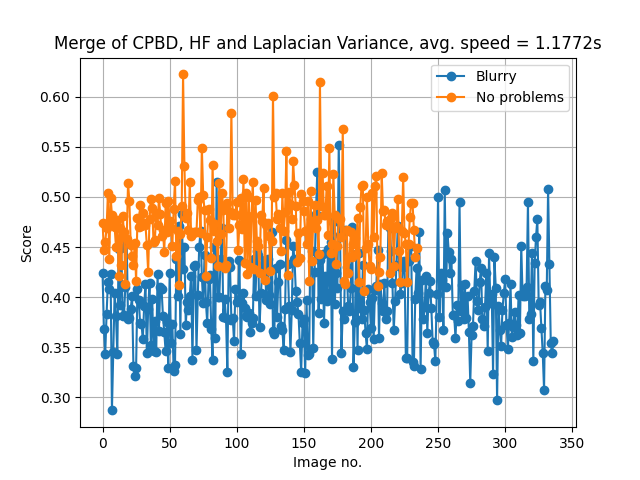 Merge of CPBD, HF and Laplacian Variance, avg. speed = 1.1772s
Blurry
No problems
0.60
0.55
0.50
0.45
0.40
0.35
0.30
Score
0 50 100 150 200 250 300 350
Image no.